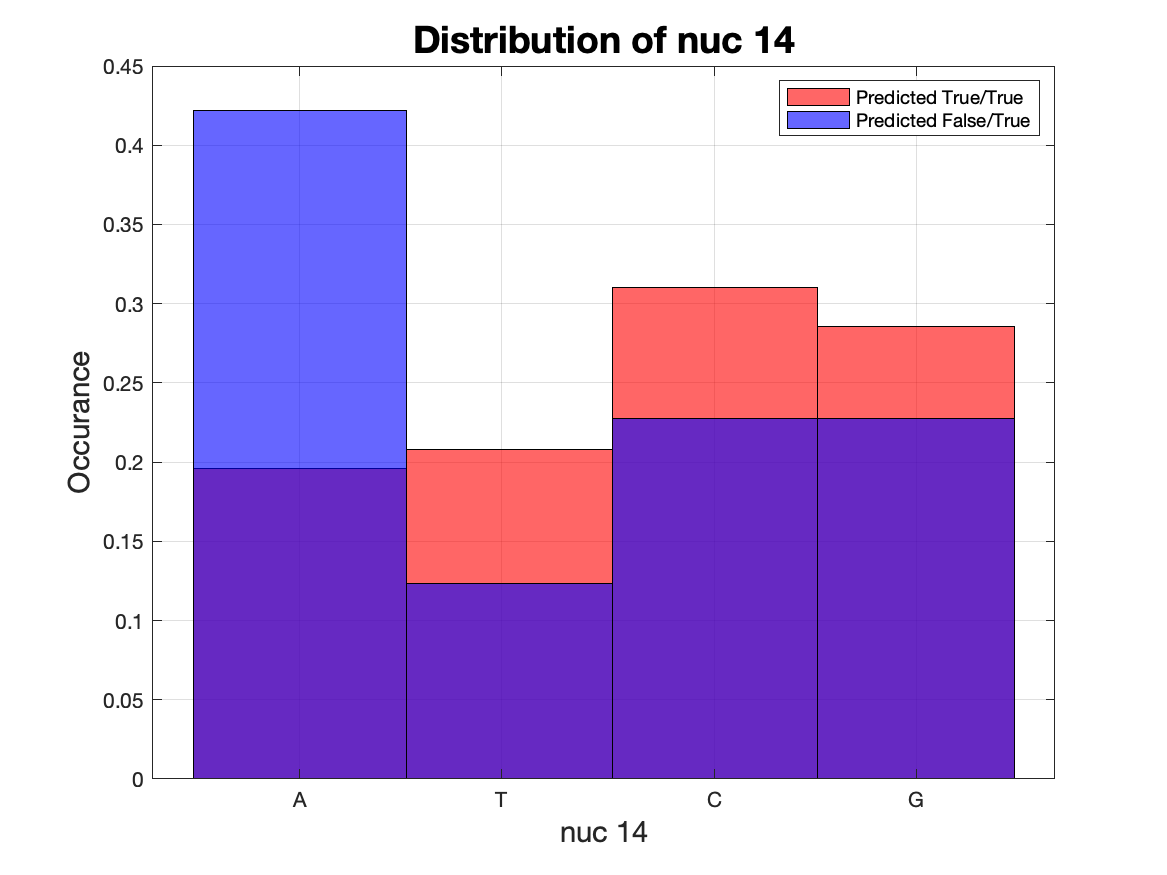 Distribution of nuc 14
Predicted True/True
Predicted False/True
Occurance
0.45
0.4
0.35
0.3
0.25
0.2
0.15
0.1
0.05
0
A T C G
nuc 14